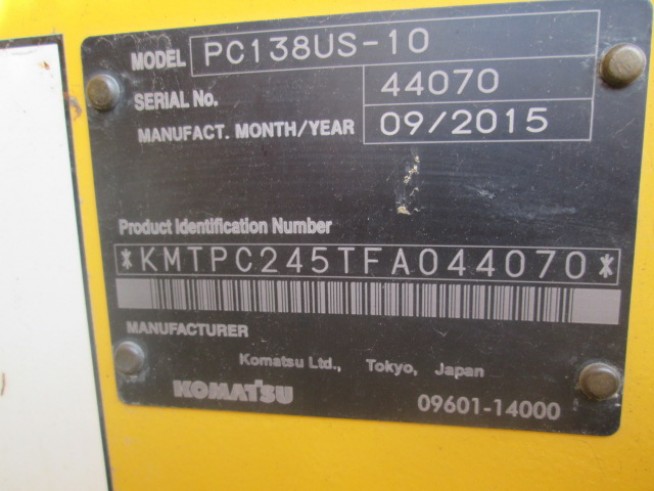 MODEL PC138US-10
SERIAL No. 44070
MANUFACT. MONTH/YEAR 09/2015
Product Identification Number
*KMTPC245TFA044070*
MANUFACTURER
Komatsu Ltd., Tokyo, Japan
KOMATSU 09601-14000